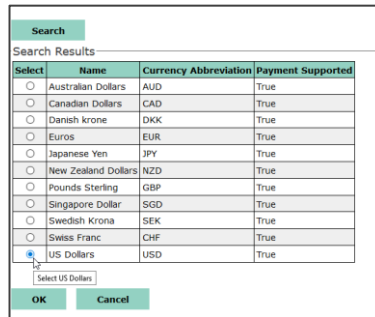 Search
Search Results
Select Name Currency Abbreviation Payment Supported
Australian Dollars AUD True
Canadian Dollars CAD True
Danish krone DKK True
Euros EUR True
Japanese Yen JPY True
New Zealand Dollars NZD True
Pounds Sterling GBP True
Singapore Dollar SGD True
Swedish Krona SEK True
Swiss Franc CHF True
US Dollars USD True
Select US Dollars
OK Cancel